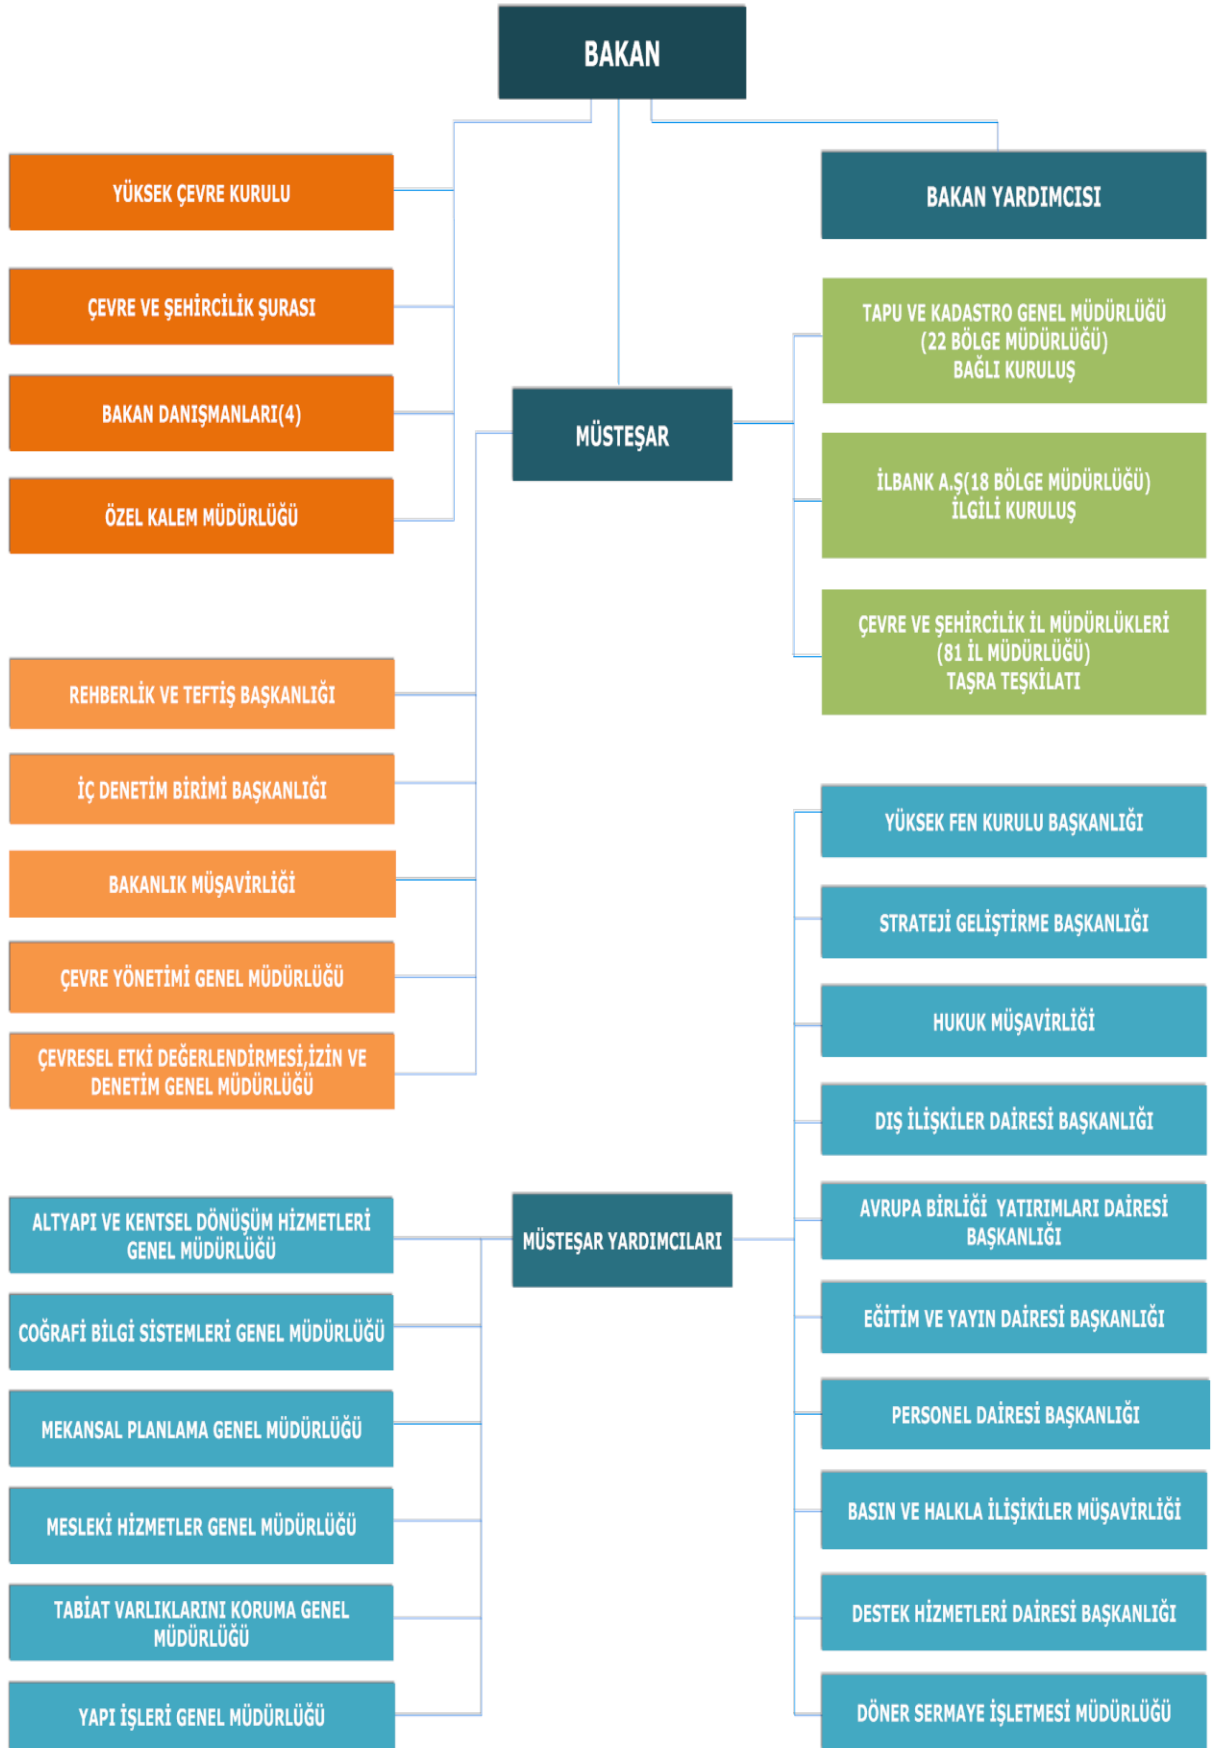 BAKAN
YÜKSEK ÇEVRE KURULU
ÇEVRE VE ŞEHİRCİLİK ŞURASI
BAKAN DANIŞMANLARI(4)
ÖZEL KALEM MÜDÜRLÜĞÜ
BAKAN YARDIMCISI
MÜSTEŞAR
TAPU VE KADASTRO GENEL MÜDÜRLÜĞÜ
(22 BÖLGE MÜDÜRLÜĞÜ)
BAĞLI KURULUŞ
İLBANK A.Ş(18 BÖLGE MÜDÜRLÜĞÜ)
İLGİLİ KURULUŞ
ÇEVRE VE ŞEHİRCİLİK İL MÜDÜRLÜKLERİ
(81 İL MÜDÜRLÜĞÜ)
TAŞRA TEŞKİLATI
REHBERLİK VE TEFTİŞ BAŞKANLIĞI
İÇ DENETİM BİRİMİ BAŞKANLIĞI
BAKANLIK MÜŞAVİRLİĞİ
ÇEVRE YÖNETİMİ GENEL MÜDÜRLÜĞÜ
ÇEVRESEL ETKİ DEĞERLENDİRMESİ,İZİN VE
DENETİM GENEL MÜDÜRLÜĞÜ
MÜSTEŞAR YARDIMCILARI
ALTYAPI VE KENTSEL DÖNÜŞÜM HİZMETLERİ
GENEL MÜDÜRLÜĞÜ
COĞRAFİ BİLGİ SİSTEMLERİ GENEL MÜDÜRLÜĞÜ
MEKANSAL PLANLAMA GENEL MÜDÜRLÜĞÜ
MESLEKİ HİZMETLER GENEL MÜDÜRLÜĞÜ
TABİAT VARLIKLARINI KORUMA GENEL
MÜDÜRLÜĞÜ
YAPI İŞLERİ GENEL MÜDÜRLÜĞÜ
YÜKSEK FEN KURULU BAŞKANLIĞI
STRATEJİ GELİŞTİRME BAŞKANLIĞI
HUKUK MÜŞAVİRLİĞİ
DIŞ İLİŞKİLER DAİRESİ BAŞKANLIĞI
AVRUPA BİRLİĞİ YATIRIMLARI DAİRESİ
BAŞKANLIĞI
EĞİTİM VE YAYIN DAİRESİ BAŞKANLIĞI
PERSONEL DAİRESİ BAŞKANLIĞI
BASIN VE HALKLA İLİŞİKİLER MÜŞAVİRLİĞİ
DESTEK HİZMETLERİ DAİRESİ BAŞKANLIĞI
DÖNER SERMAYE İŞLETMESİ MÜDÜRLÜĞÜ